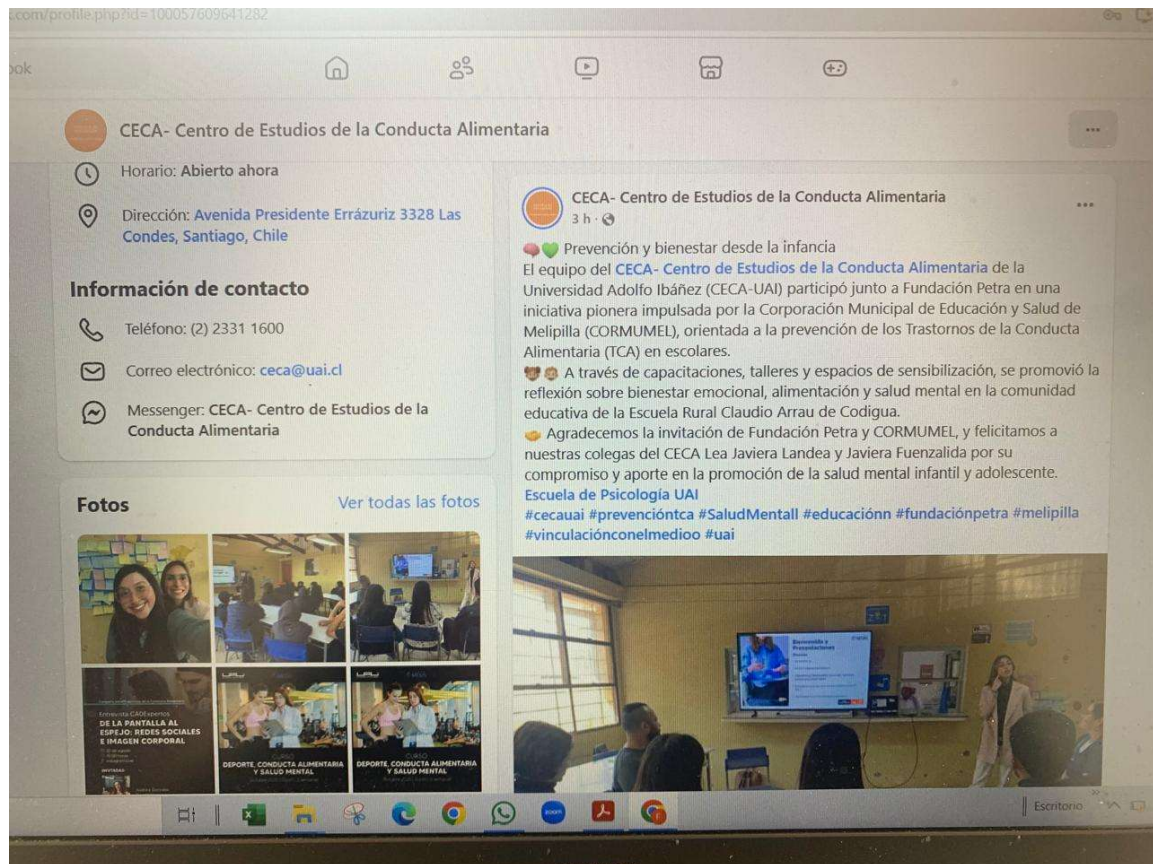 .com/profile.php?id=100057609641282
ook
CECA- Centro de Estudios de la Conducta Alimentaria
Horario: Abierto ahora
Dirección: Avenida Presidente Errázuriz 3328 Las
Condes, Santiago, Chile
Información de contacto
Teléfono: (2) 2331 1600
Correo electrónico: ceca@uai.cl
Messenger: CECA- Centro de Estudios de la
Conducta Alimentaria
Fotos
Ver todas las fotos
DE LA PANTALLA AL
ESPEJO: REDES SOCIALES
E IMAGEN CORPORAL
DEPORTE, CONDUCTA ALIMENTARIA
Y SALUD MENTAL
CURSO
DEPORTE, CONDUCTA ALIMENTARIA
Y SALUD MENTAL
CECA- Centro de Estudios de la Conducta Alimentaria
3 h
Prevención y bienestar desde la infancia
El equipo del CECA- Centro de Estudios de la Conducta Alimentaria de la
Universidad Adolfo Ibáñez (CECA-UAI) participó junto a Fundación Petra en una
iniciativa pionera impulsada por la Corporación Municipal de Educación y Salud de
Melipilla (CORMUMEL), orientada a la prevención de los Trastornos de la Conducta
Alimentaria (TCA) en escolares.
A través de capacitaciones, talleres y espacios de sensibilización, se promovió la
reflexión sobre bienestar emocional, alimentación y salud mental en la comunidad
educativa de la Escuela Rural Claudio Arrau de Codigua.
Agradecemos la invitación de Fundación Petra y CORMUMEL, y felicitamos a
nuestras colegas del CECA Lea Javiera Landea y Javiera Fuenzalida por su
compromiso y aporte en la promoción de la salud mental infantil y adolescente.
Escuela de Psicología UAI
#cecauai #prevencióntca #SaludMentall #educaciónn #fundaciónpetra #melipilla
#vinculaciónconelmedioo #uai
Bienvenida y
Presentaciones
zoom
Escritorio